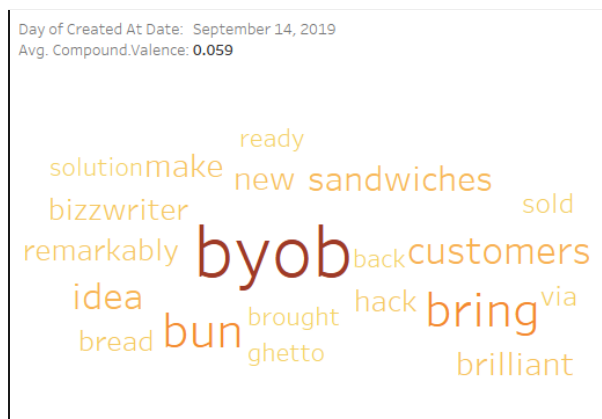 Day of Created At Date: September 14, 2019
Avg. Compound.Valence: 0.059
ready
solution make
new sandwiches
bizzwriter
sold
remarkably
byob
back
customers
idea
hack
bring
via
bun
brought
bread
ghetto
brilliant